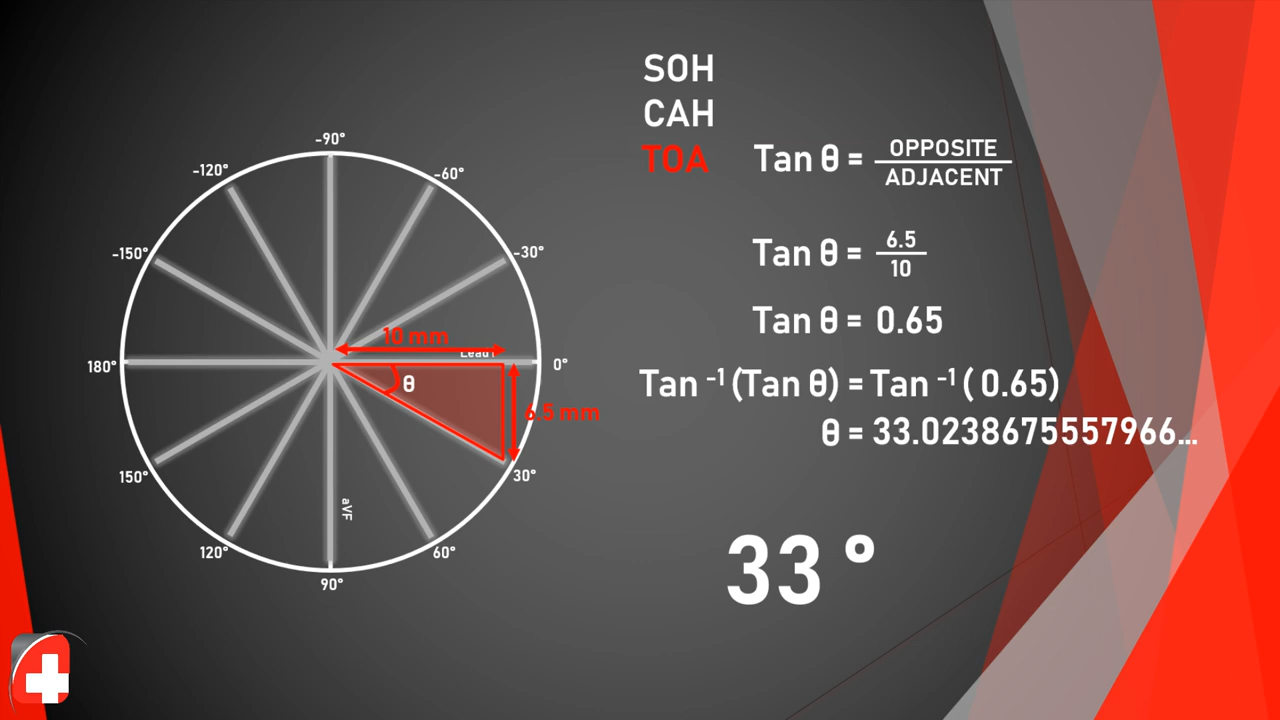 SOH
CAH
TOA
Tan θ = OPPOSITE
ADJACENT
Tan θ = 6.5
10
Tan θ = 0.65
Tan -1 (Tan θ) = Tan -1 ( 0.65)
θ = 33.0238675557966...
33 °
-90°
-120°
-60°
-150°
-30°
10 mm
Lead I
180°
0°
θ
6.5 mm
150°
30°
aVF
120°
60°
90°